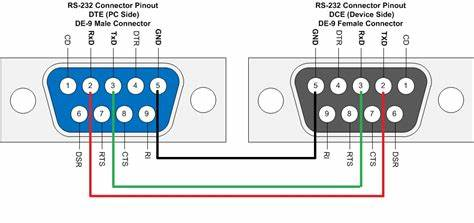 RS-232 Connector Pinout
DTE (PC Side)
DE-9 Male Connector
CD
RxD
TxD
DTR
GND
1
2
3
4
5
6
7
8
9
DSR
RTS
CTS
RI
RS-232 Connector Pinout
DCE (Device Side)
DE-9 Female Connector
GND
DTR
RxD
TXD
CD
5
4
3
2
1
9
8
7
6
RI
RTS
CTS
DSR